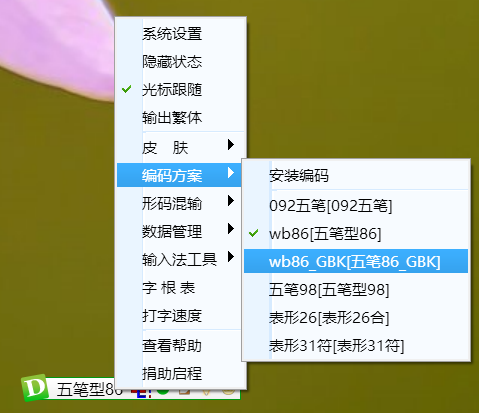 系统设置
隐藏状态
光标跟随
输出繁体
皮 肤
编码方案
形码混输
数据管理
输入法工具
字 根 表
打字速度
查看帮助
捐助启程
安装编码
092五笔[092五笔]
wb86[五笔型86]
wb86_GBK[五笔86_GBK]
五笔98[五笔型98]
表形26[表形26合]
表形31符[表形31符]
D 五笔型86